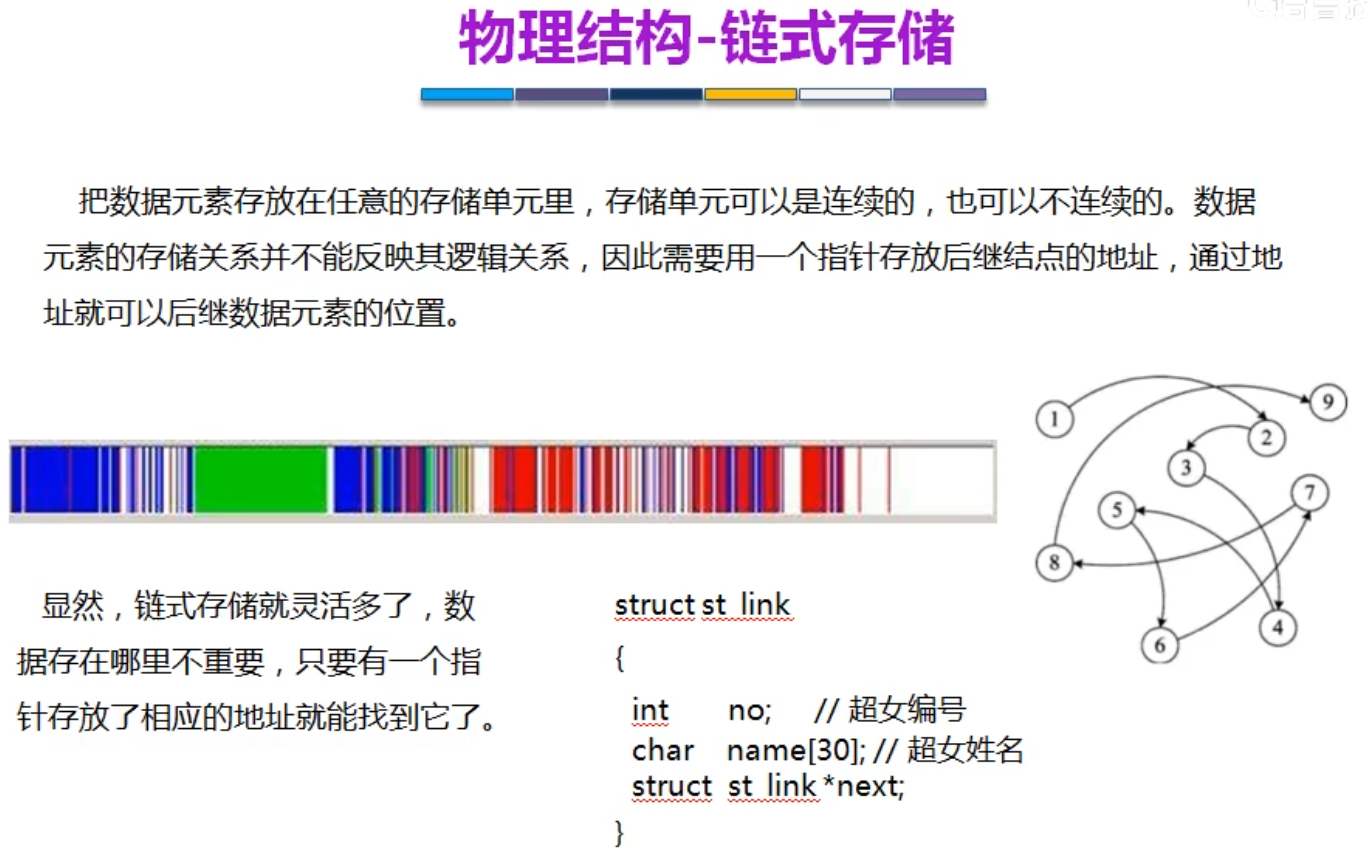 物理结构-链式存储
把数据元素存放在任意的存储单元里，存储单元可以是连续的，也可以不连续的。数据
元素的存储关系并不能反映其逻辑关系，因此需要用一个指针存放后继结点的地址，通过地
址就可以后继数据元素的位置。
1
9
2
3
7
5
8
4
6
显然，链式存储就灵活多了，数
据存在哪里不重要，只要有一个指
针存放了相应的地址就能找到它了。
struct st_link
{
int no; // 超女编号
char name[30]; // 超女姓名
struct st_link *next;
}